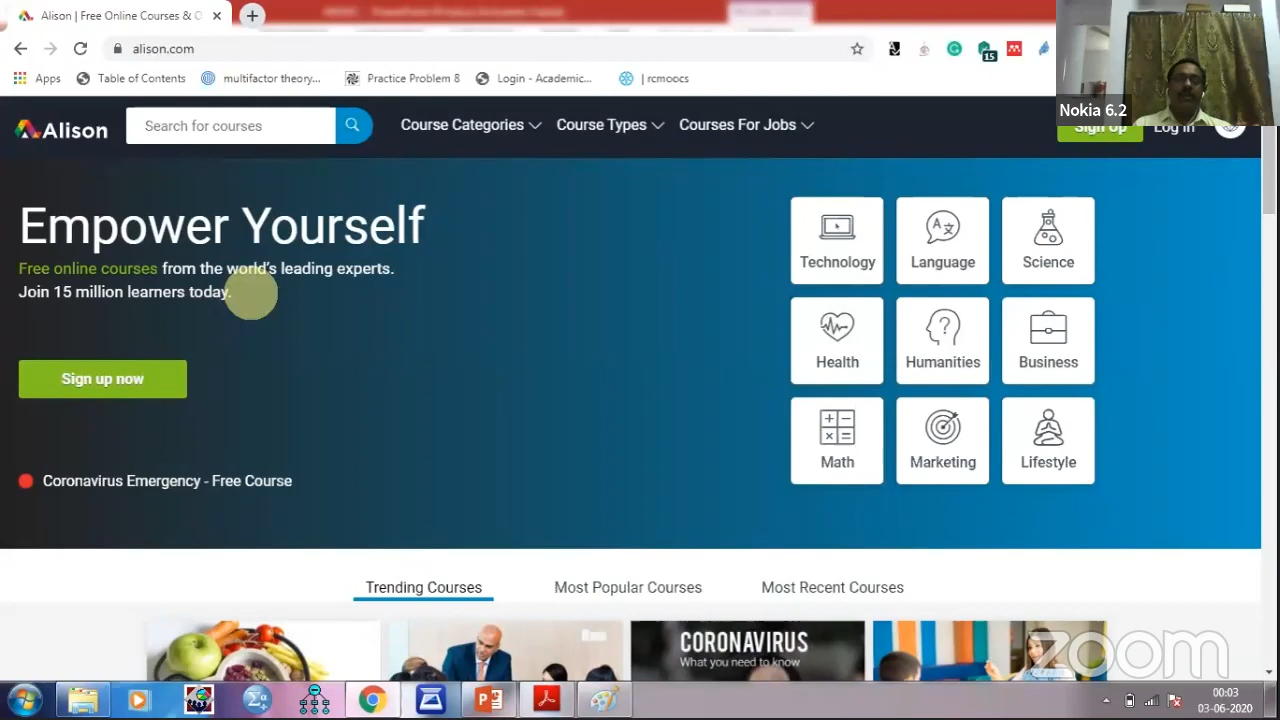 Alison | Free Online Courses & O
alison.com
15
Apps
Table of Contents
multifactor theory...
Practice Problem 8
Login - Academic...
| rcmoocs
Nokia 6.2
Alison
Search for courses
Course Categories
Course Types
Courses For Jobs
Sign Up
Log In
Empower Yourself
Free online courses from the world's leading experts.
Join 15 million learners today.
Sign up now
Coronavirus Emergency - Free Course
Technology
Language
Science
Health
Humanities
Business
Math
Marketing
Lifestyle
Trending Courses
Most Popular Courses
Most Recent Courses
CORONAVIRUS
What you need to know
zoom
00:03
03-06-2020